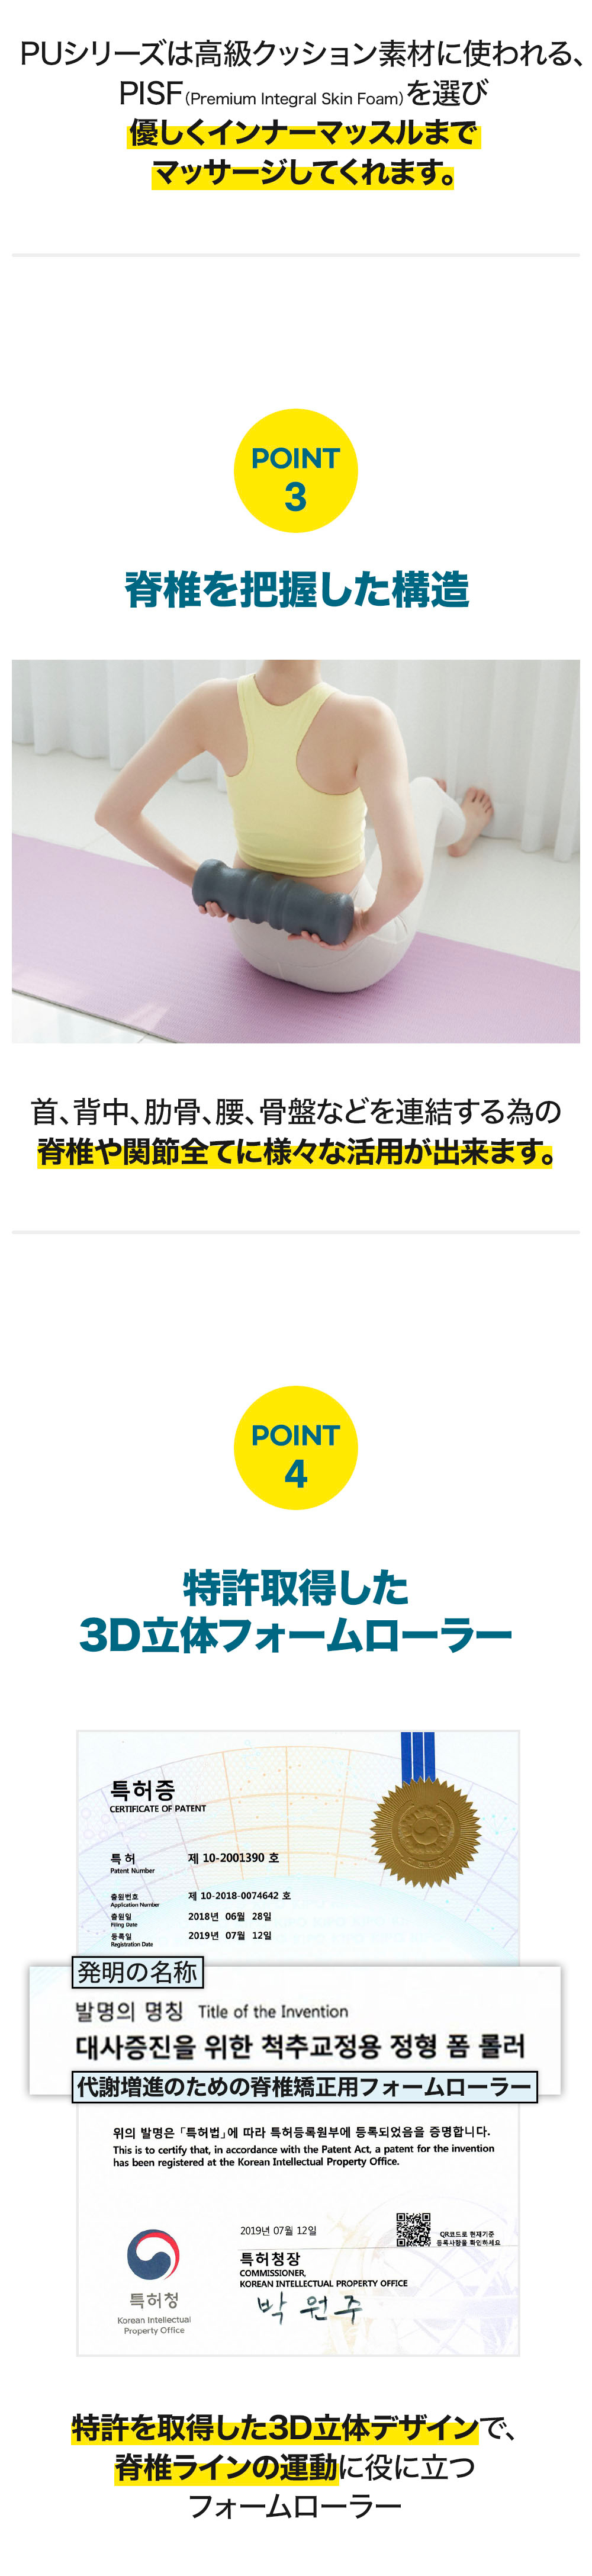 PUシリーズは高級クッション素材に使われる、
PISF(Premium Integral Skin Foam)を選び
優しくインナーマッスルまで
マッサージしてくれます。
POINT
3
脊椎を把握した構造
首、背中、肋骨、腰、骨盤などを連結する為の
脊椎や関節全てに様々な活用が出来ます。
POINT
4
特許取得した
3D立体フォームローラー
특허증
CERTIFICATE OF PATENT
특 허 제 10-2001390 호
Patent Number
출원번호 제 10-2018-0074642 호
Application Number
출원일 2018년 06월 28일
Filing Date
등록일 2019년 07월 12일
Registration Date
発明の名称
발명의 명칭 Title of the Invention
대사증진을 위한 척추교정용 정형 폼 롤러
代謝増進のための脊椎矯正用フォームローラー
위의 발명은 「특허법」에 따라 특허등록원부에 등록되었음을 증명합니다.
This is to certify that, in accordance with the Patent Act, a patent for the invention
has been registered at the Korean Intellectual Property Office.
2019년 07월 12일
QR코드로 현재기준
등록사항을 확인하세요
특허청장
COMMISSIONER,
KOREAN INTELLECTUAL PROPERTY OFFICE
박 원 주
특허청
Korean Intellectual
Property Office
特許を取得した3D立体デザインで、
脊椎ラインの運動に役に立つ
フォームローラー